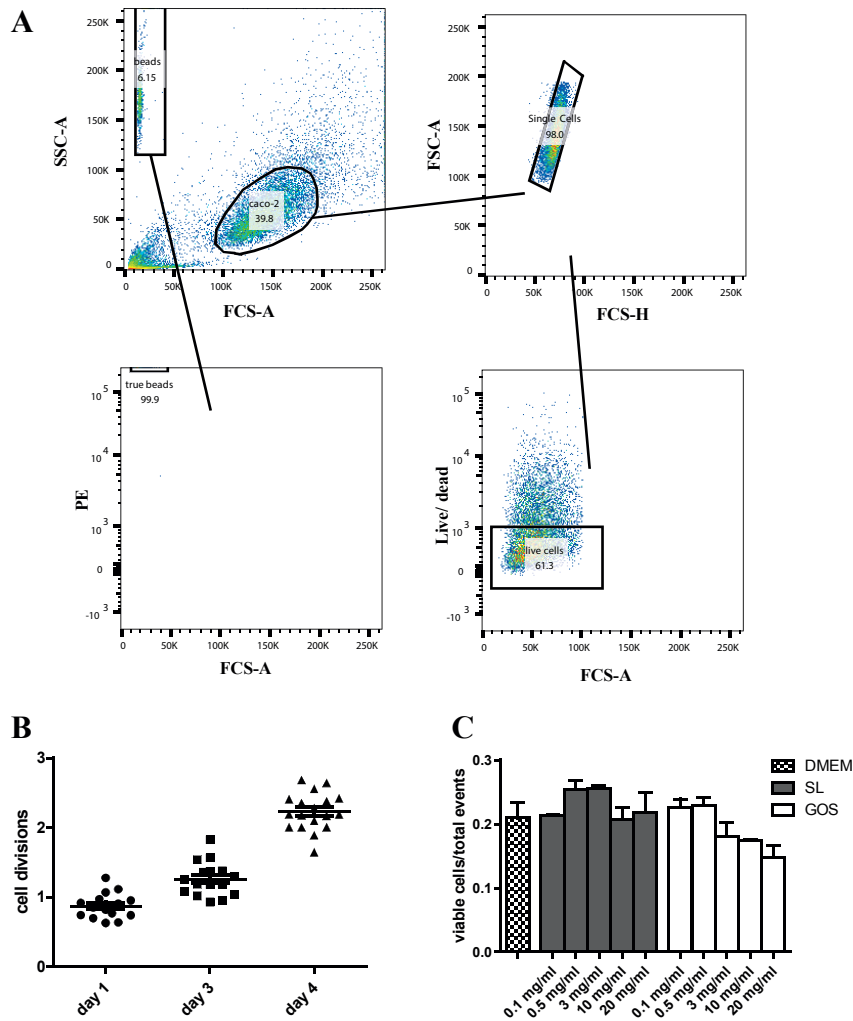 A
250K
200K
150K
100K
50K
0
SSC-A
beads
6.15
caco-2
39.8
0 50K 100K 150K 200K 250K
FCS-A
250K
200K
150K
100K
50K
0
FSC-A
Single Cells
98.0
0 50K 100K 150K 200K 250K
FCS-H
true beads
99.9
10 5
10 4
10 3
0
-10 3
PE
0 50K 100K 150K 200K 250K
FCS-A
10 5
10 4
10 3
0
-10 3
Live/ dead
live cells
61.3
0 50K 100K 150K 200K 250K
FCS-A
B
3
2
1
0
cell divisions
day 1
day 3
day 4
C
0.3
0.2
0.1
0.0
viable cells/total events
DMEM
SL
GOS
0.1 mg/ml
0.5 mg/ml
3 mg/ml
10 mg/ml
20 mg/ml
0.1 mg/ml
0.5 mg/ml
3 mg/ml
10 mg/ml
20 mg/ml